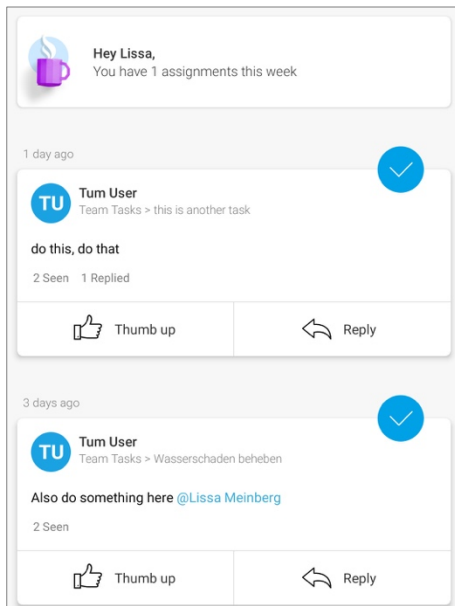 Hey Lissa,
You have 1 assignments this week
1 day ago
TU
Tum User
Team Tasks > this is another task
do this, do that
2 Seen 1 Replied
Thumb up Reply
3 days ago
TU
Tum User
Team Tasks > Wasserschaden beheben
Also do something here @Lissa Meinberg
2 Seen
Thumb up Reply